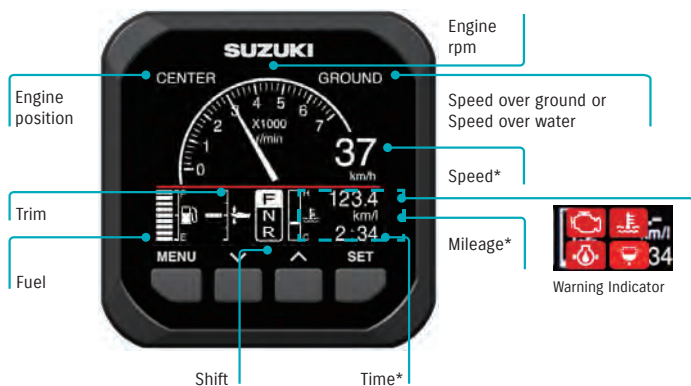 Engine
rpm
SUZUKI
CENTER
GROUND
Engine
position
Speed over ground or
Speed over water
0
1
2
3
4
5
6
7
X1000
r/min
37
km/h
Speed*
Trim
F
E
F
N
R
H
C
123.4
km/l
2:34
Mileage*
km/l
34
Warning Indicator
Fuel
MENU
SET
Shift
Time*